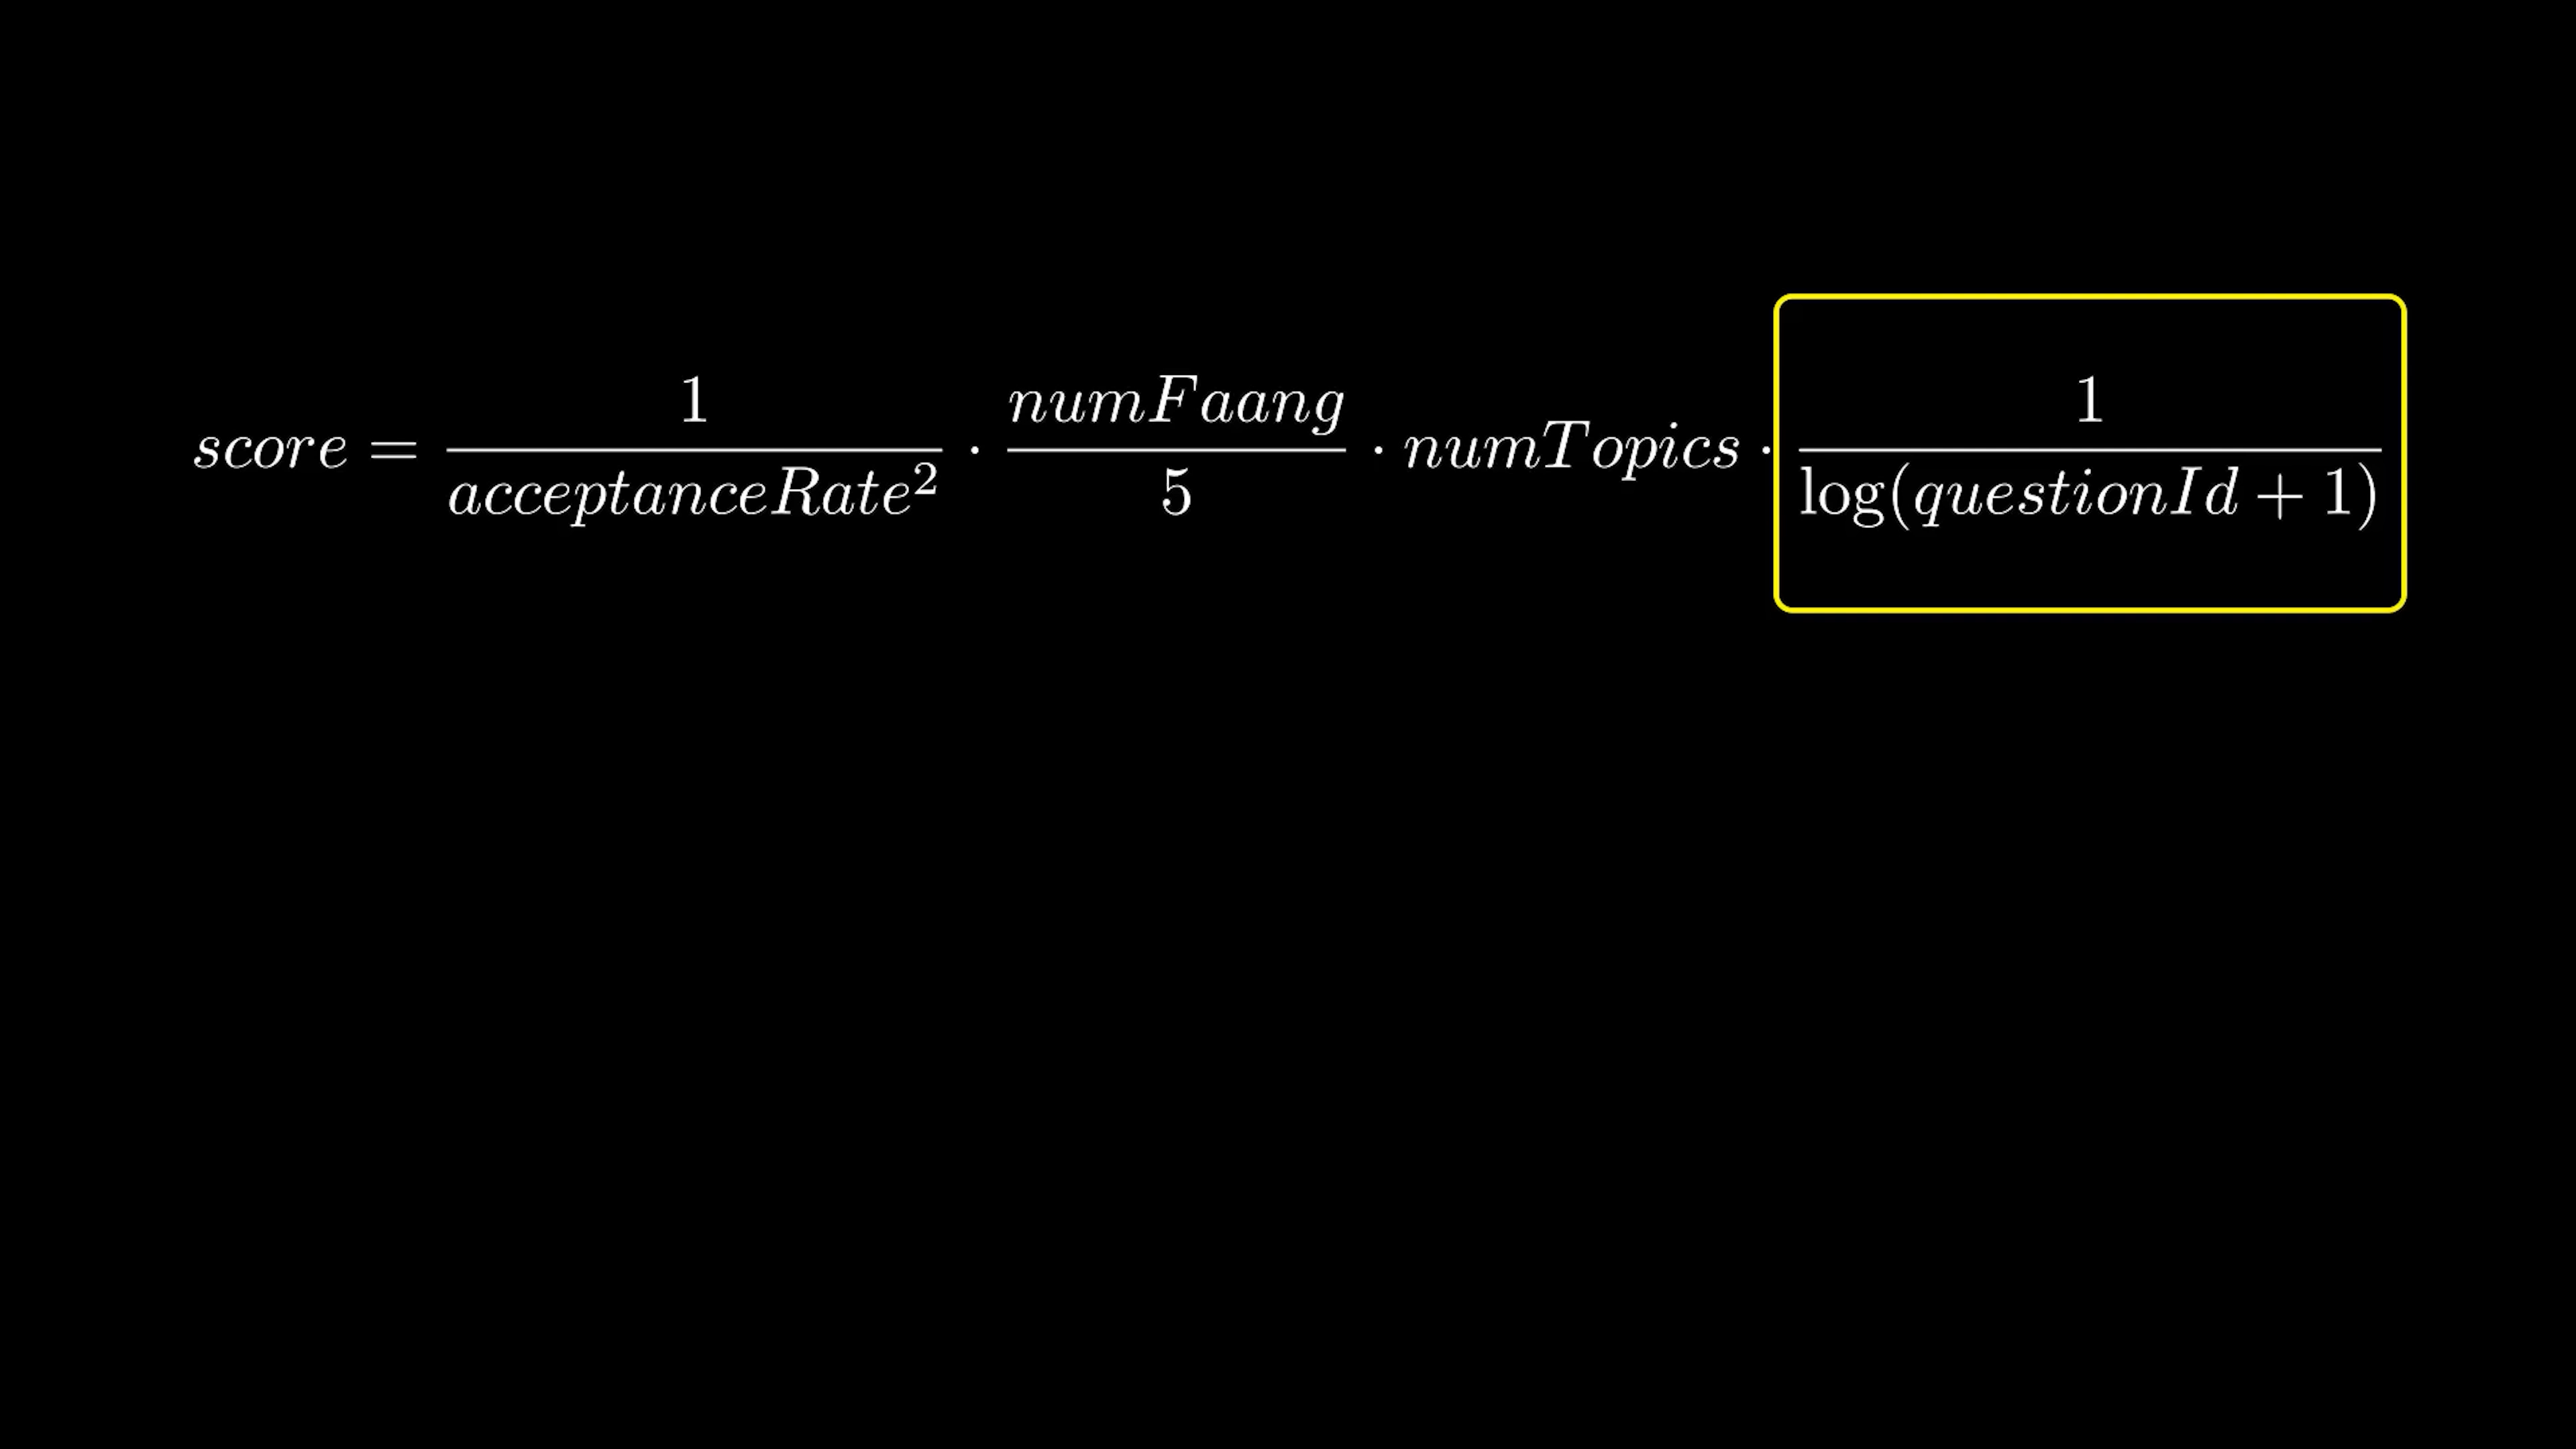 score = 1/acceptanceRate² · numFaang/5 · numTopics · 1/log(questionId + 1)